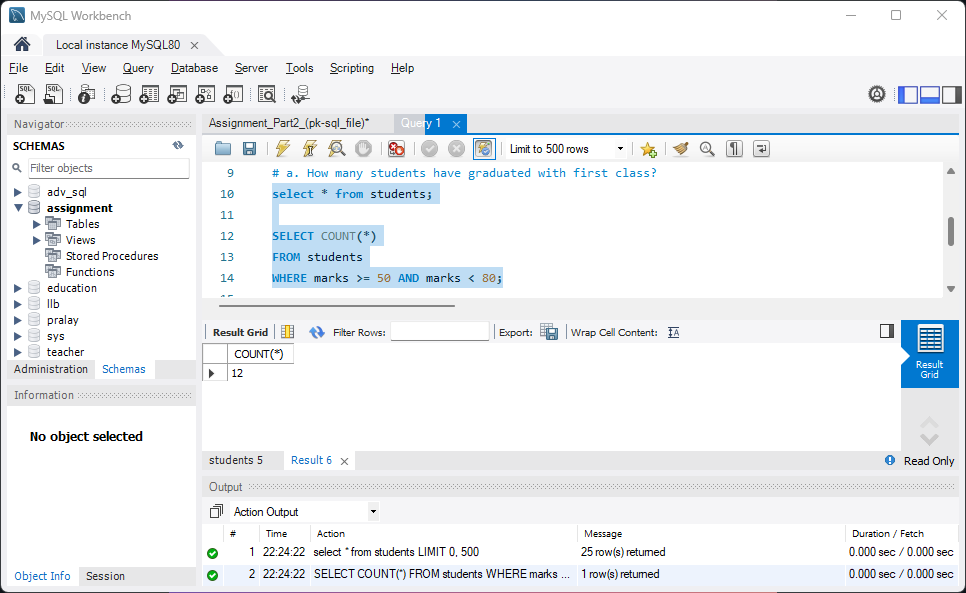 MySQL Workbench
Local instance MySQL80
File Edit View Query Database Server Tools Scripting Help
Navigator
SCHEMAS
Filter objects
adv_sql
assignment
Tables
Views
Stored Procedures
Functions
education
llb
pralay
sys
teacher
Administration Schemas
Information
No object selected
Object Info Session
Assignment_Part2_(pk-sql_file)* Query 1
Limit to 500 rows
9 # a. How many students have graduated with first class?
10 select * from students;
11
12 SELECT COUNT(*)
13 FROM students
14 WHERE marks >= 50 AND marks < 80;
Result Grid Filter Rows: Export: Wrap Cell Content:
COUNT(*)
12
Result Grid
students 5 Result 6 Read Only
Output
Action Output
# Time Action Message Duration / Fetch
1 22:24:22 select * from students LIMIT 0, 500 25 row(s) returned 0.000 sec / 0.000 sec
2 22:24:22 SELECT COUNT(*) FROM students WHERE marks ... 1 row(s) returned 0.000 sec / 0.000 sec